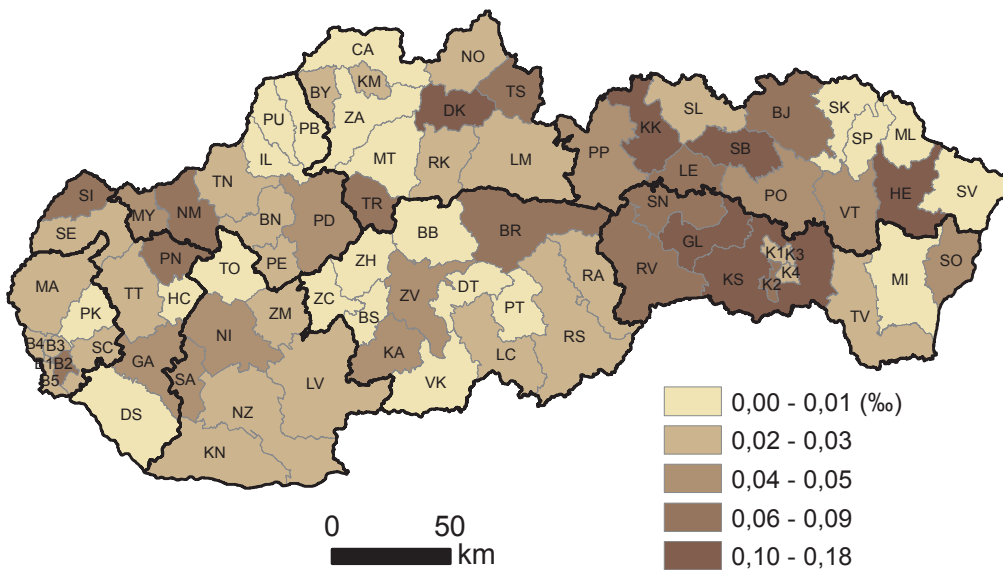 CA
NO
BY
KM
TS
PU
PB
ZA
DK
SL
BJ
SK
KK
SP
ML
IL
MT
RK
LM
PP
SB
LE
TN
SI
MY
NM
BN
PD
TR
PO
VT
HE
SV
SE
BB
BR
SN
GL
K1
K3
PN
PE
ZH
TO
RV
KS
K4
K2
SO
MA
TT
HC
ZC
ZV
DT
RA
MI
PK
BS
PT
ZM
NI
TV
B4
B3
SC
GA
KA
LC
RS
B1
B2
B5
SA
LV
VK
DS
NZ
KN
0,00 - 0,01 (‰)
0,02 - 0,03
0,04 - 0,05
0,06 - 0,09
0,10 - 0,18
0 50
km